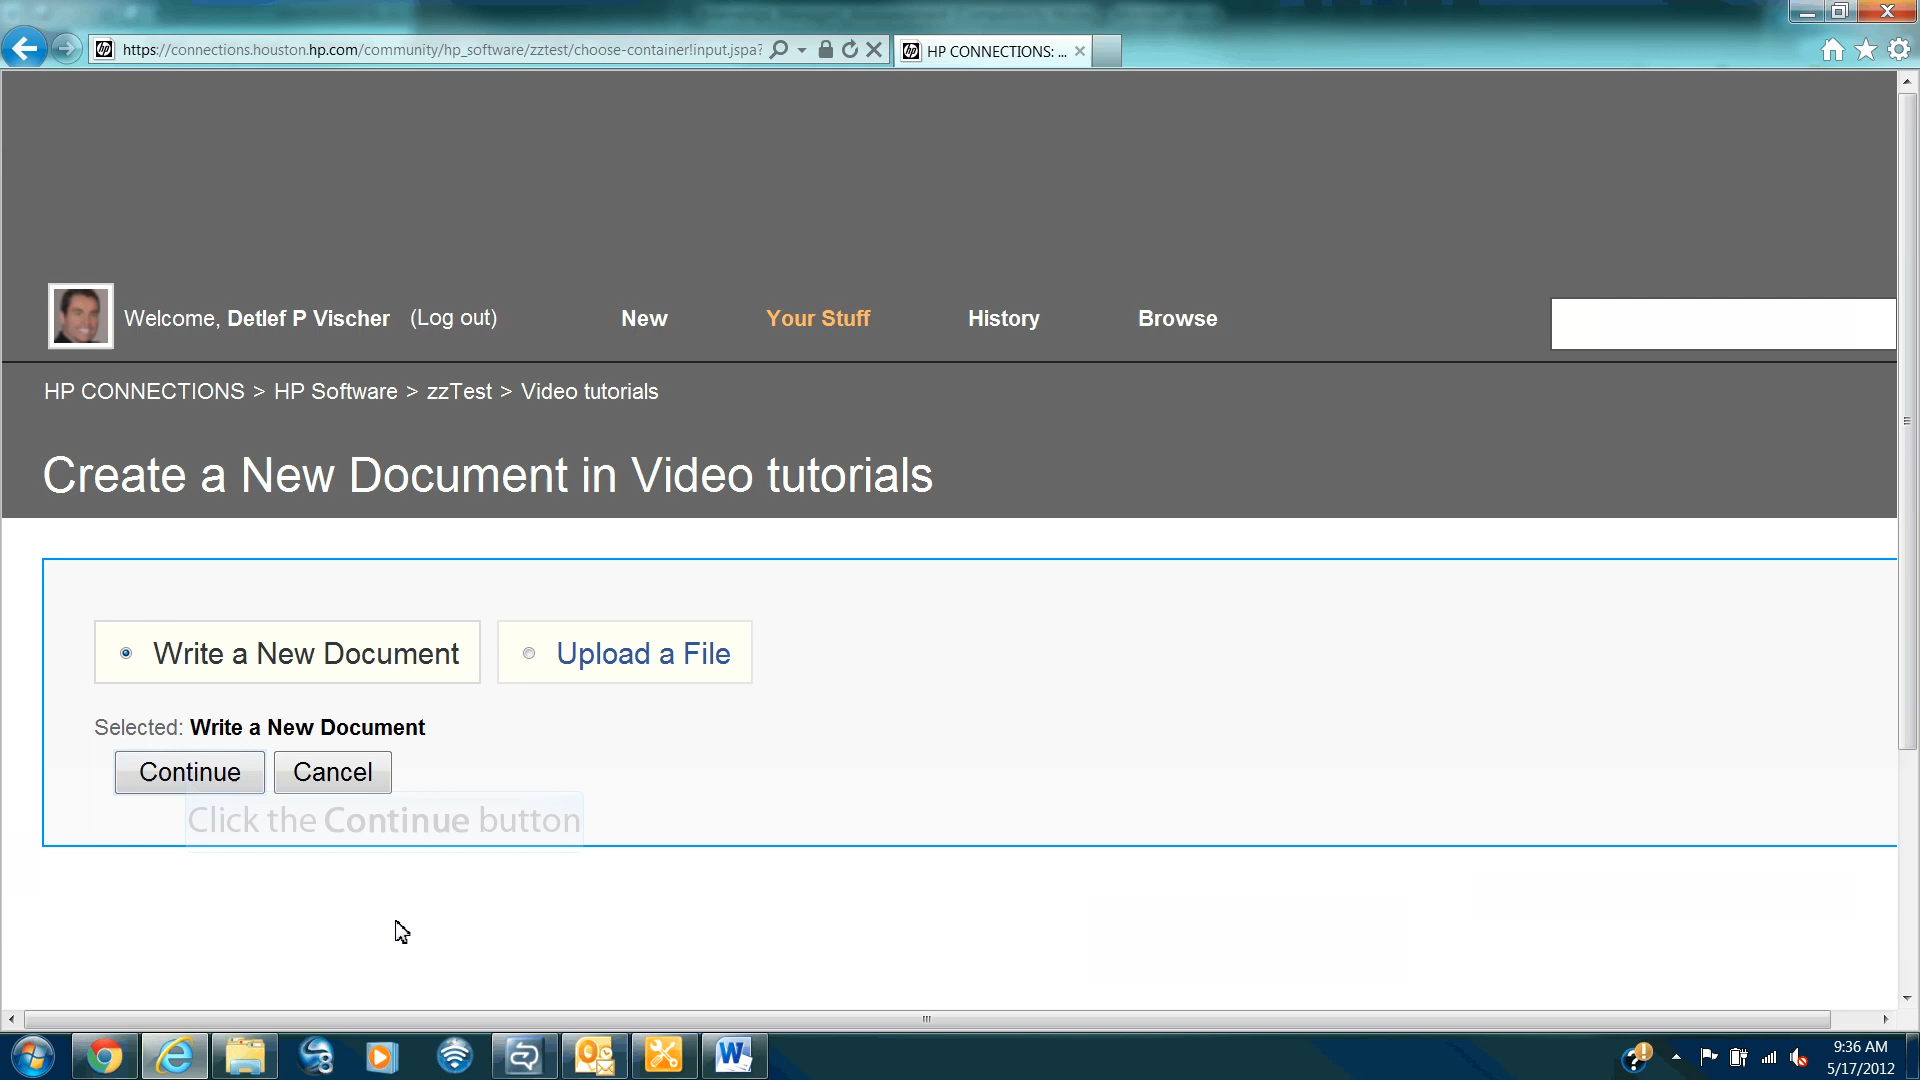 https://connections.houston.hp.com/community/hp_software/zztest/choose-container!input.jspa?
HP CONNECTIONS: ...
Welcome, Detlef P Vischer (Log out) New Your Stuff History Browse
HP CONNECTIONS > HP Software > zzTest > Video tutorials
Create a New Document in Video tutorials
Write a New Document Upload a File
Selected: Write a New Document
Continue Cancel
Click the Continue button
9:36 AM
5/17/2012